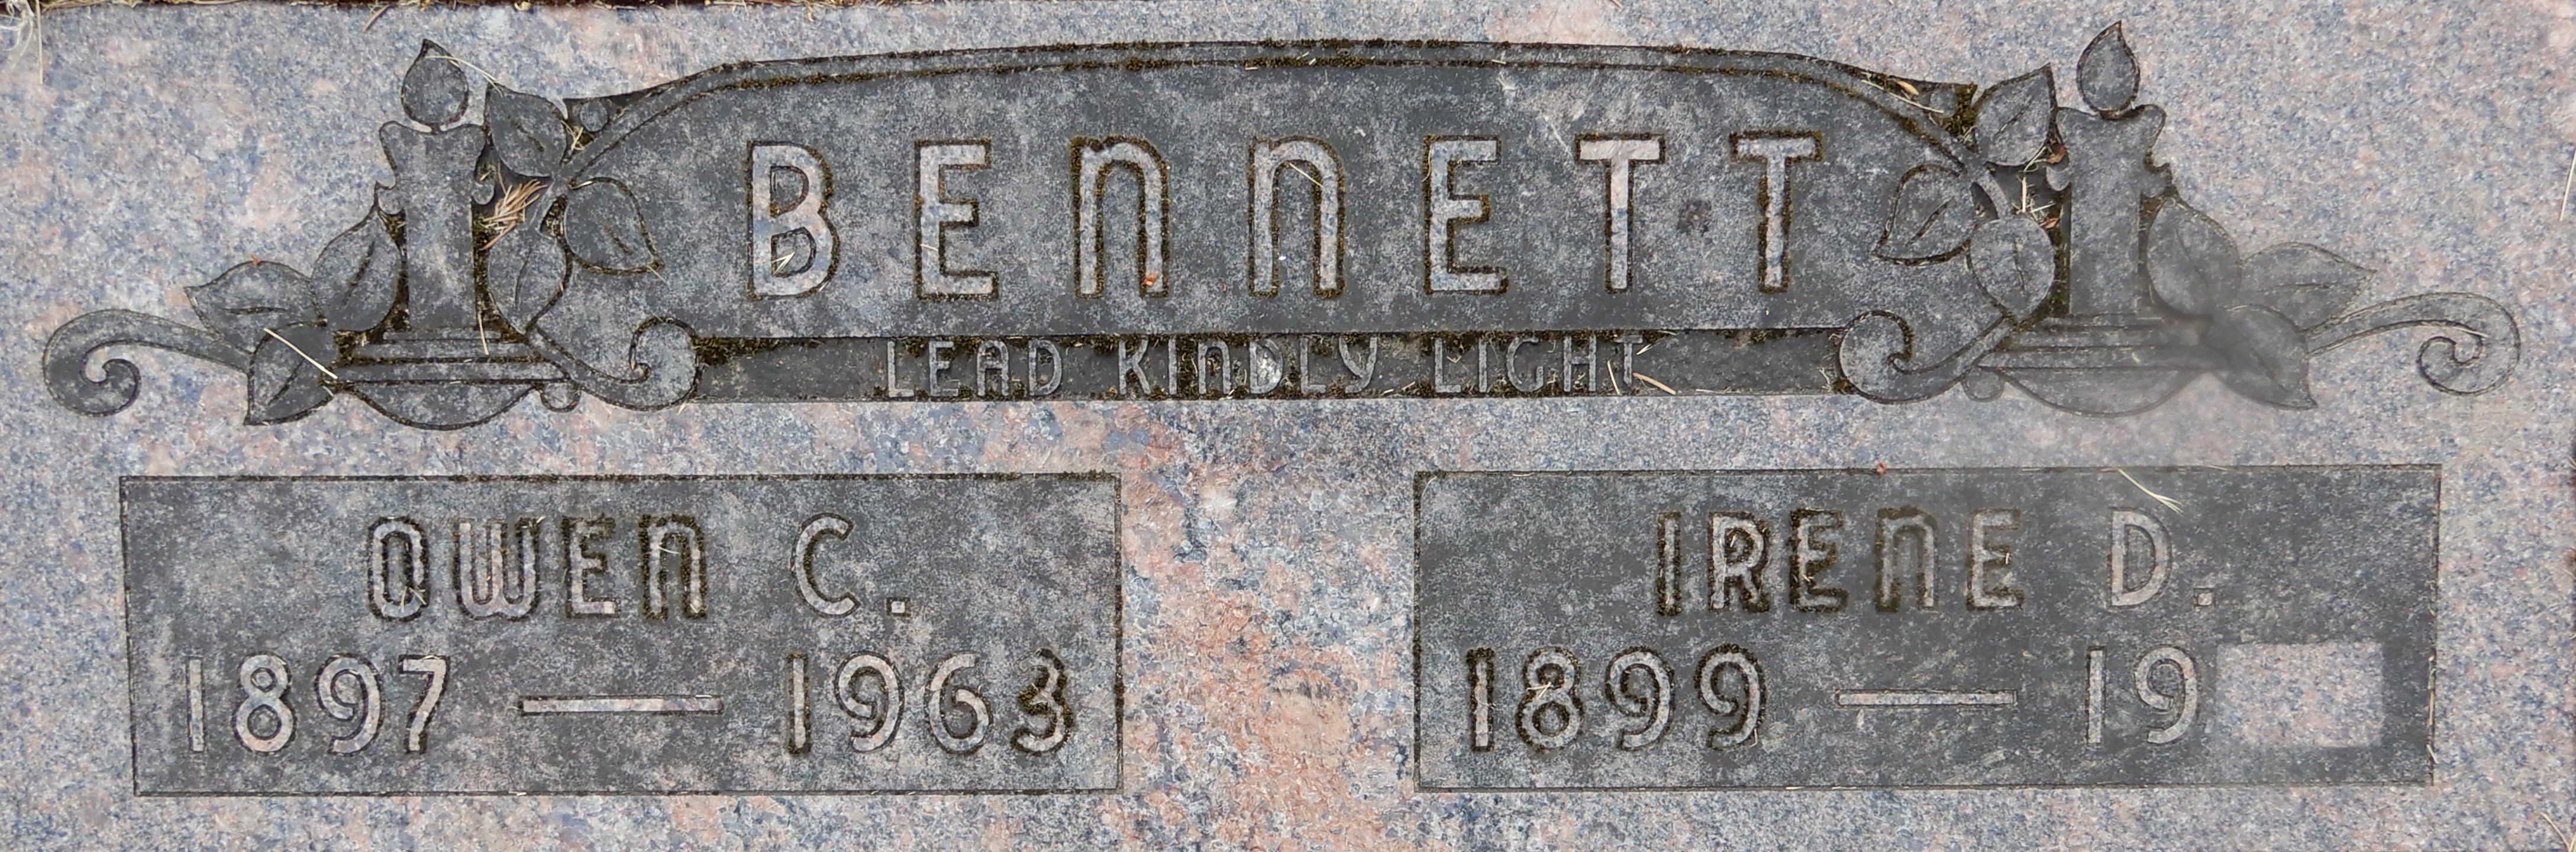 BENNETT
LEAD KINDLY LIGHT
OWEN C.
1897 — 1963
IRENE D.
1899 — 19